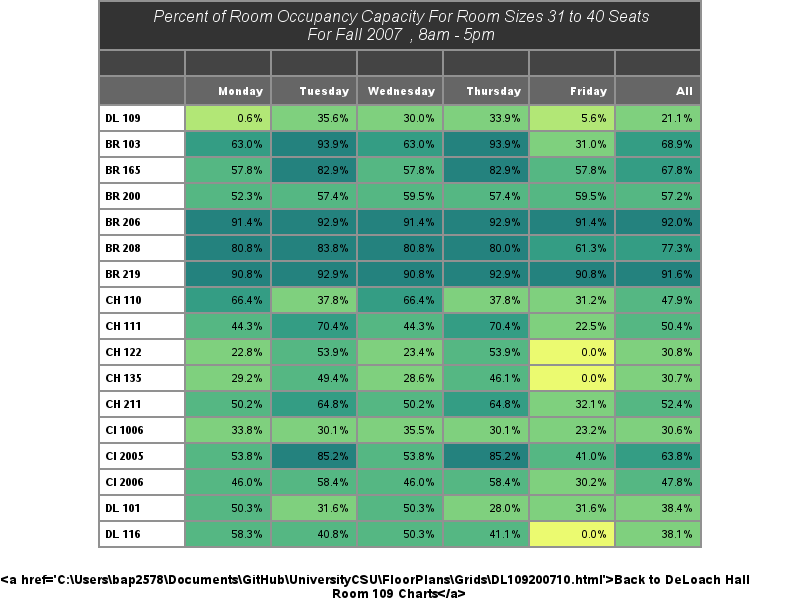 Percent of Room Occupancy Capacity For Room Sizes 31 to 40 Seats
For Fall 2007 , 8am - 5pm
Monday Tuesday Wednesday Thursday Friday All
DL 109 0.6% 35.6% 30.0% 33.9% 5.6% 21.1%
BR 103 63.0% 93.9% 63.0% 93.9% 31.0% 68.9%
BR 165 57.8% 82.9% 57.8% 82.9% 57.8% 67.8%
BR 200 52.3% 57.4% 59.5% 57.4% 59.5% 57.2%
BR 206 91.4% 92.9% 91.4% 92.9% 91.4% 92.0%
BR 208 80.8% 83.8% 80.8% 80.0% 61.3% 77.3%
BR 219 90.8% 92.9% 90.8% 92.9% 90.8% 91.6%
CH 110 66.4% 37.8% 66.4% 37.8% 31.2% 47.9%
CH 111 44.3% 70.4% 44.3% 70.4% 22.5% 50.4%
CH 122 22.8% 53.9% 23.4% 53.9% 0.0% 30.8%
CH 135 29.2% 49.4% 28.6% 46.1% 0.0% 30.7%
CH 211 50.2% 64.8% 50.2% 64.8% 32.1% 52.4%
CI 1006 33.8% 30.1% 35.5% 30.1% 23.2% 30.6%
CI 2005 53.8% 85.2% 53.8% 85.2% 41.0% 63.8%
CI 2006 46.0% 58.4% 46.0% 58.4% 30.2% 47.8%
DL 101 50.3% 31.6% 50.3% 28.0% 31.6% 38.4%
DL 116 58.3% 40.8% 50.3% 41.1% 0.0% 38.1%
<a href='C:\Users\bap2578\Documents\GitHub\UniversityCSU\FloorPlans\Grids\DL109200710.html'>Back to DeLoach Hall
Room 109 Charts</a>